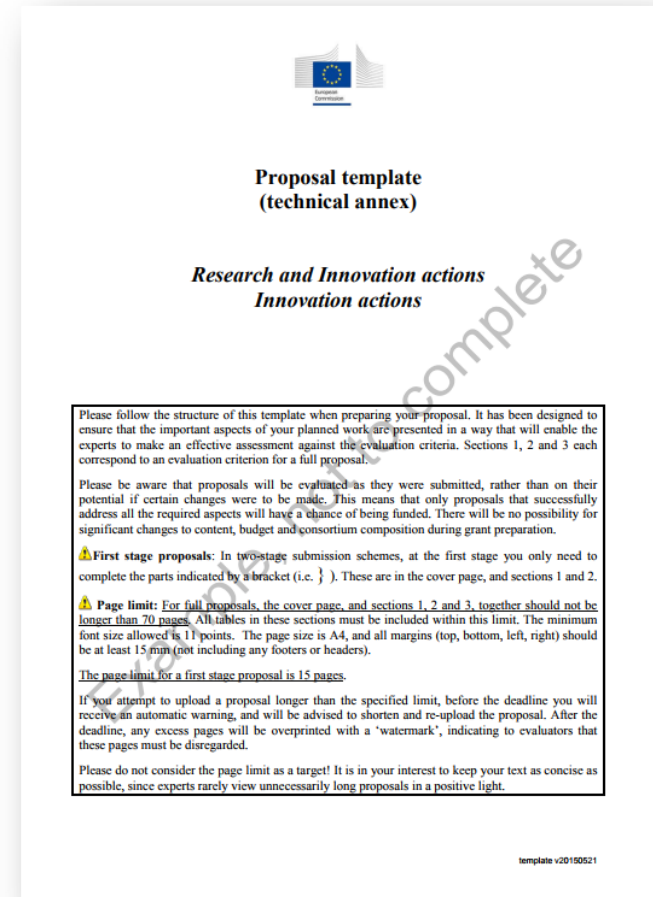 European
Commission
Proposal template
(technical annex)
Research and Innovation actions
Innovation actions
Example, not to complete
Please follow the structure of this template when preparing your proposal. It has been designed to
ensure that the important aspects of your planned work are presented in a way that will enable the
experts to make an effective assessment against the evaluation criteria. Sections 1, 2 and 3 each
correspond to an evaluation criterion for a full proposal.
Please be aware that proposals will be evaluated as they were submitted, rather than on their
potential if certain changes were to be made. This means that only proposals that successfully
address all the required aspects will have a chance of being funded. There will be no possibility for
significant changes to content, budget and consortium composition during grant preparation.
First stage proposals: In two-stage submission schemes, at the first stage you only need to
complete the parts indicated by a bracket (i.e. } ). These are in the cover page, and sections 1 and 2.
Page limit: For full proposals, the cover page, and sections 1, 2 and 3, together should not be
longer than 70 pages. All tables in these sections must be included within this limit. The minimum
font size allowed is 11 points. The page size is A4, and all margins (top, bottom, left, right) should
be at least 15 mm (not including any footers or headers).
The page limit for a first stage proposal is 15 pages.
If you attempt to upload a proposal longer than the specified limit, before the deadline you will
receive an automatic warning, and will be advised to shorten and re-upload the proposal. After the
deadline, any excess pages will be overprinted with a ‘watermark’, indicating to evaluators that
these pages must be disregarded.
Please do not consider the page limit as a target! It is in your interest to keep your text as concise as
possible, since experts rarely view unnecessarily long proposals in a positive light.
template v20150521